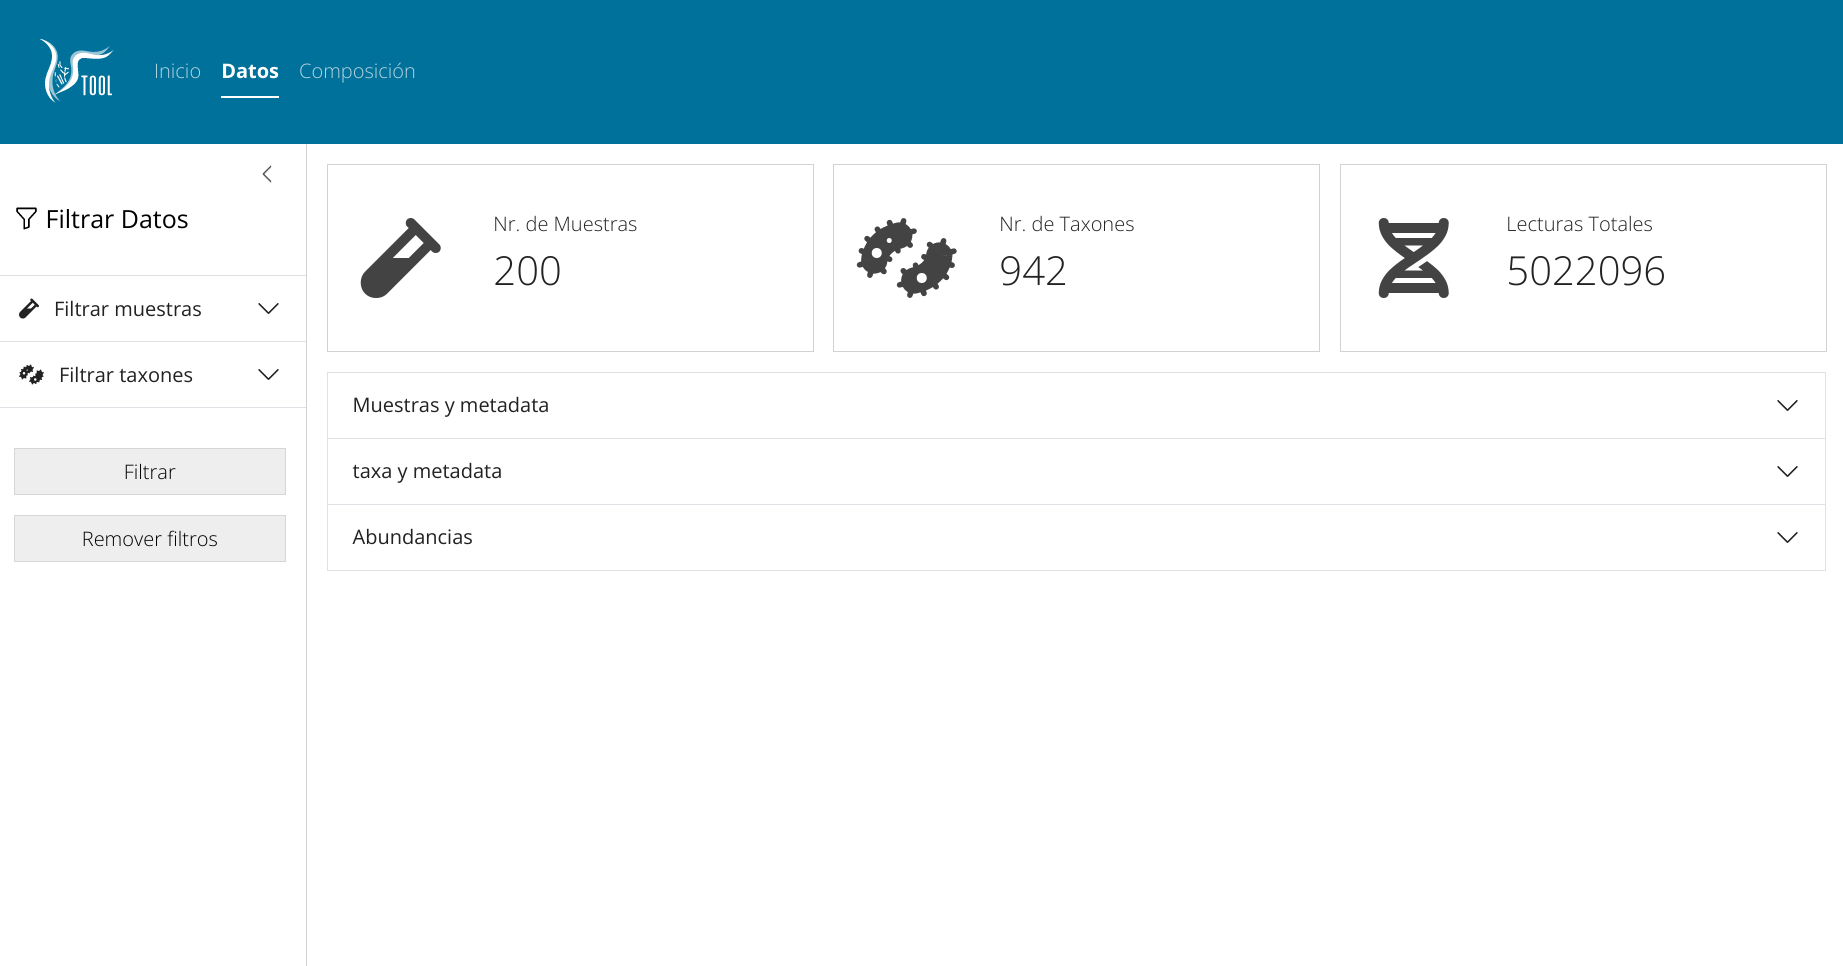 TOOL
Inicio Datos Composición
Filtrar Datos
Filtrar muestras
Filtrar taxones
Filtrar
Remover filtros
Nr. de Muestras
200
Nr. de Taxones
942
Lecturas Totales
5022096
Muestras y metadata
taxa y metadata
Abundancias